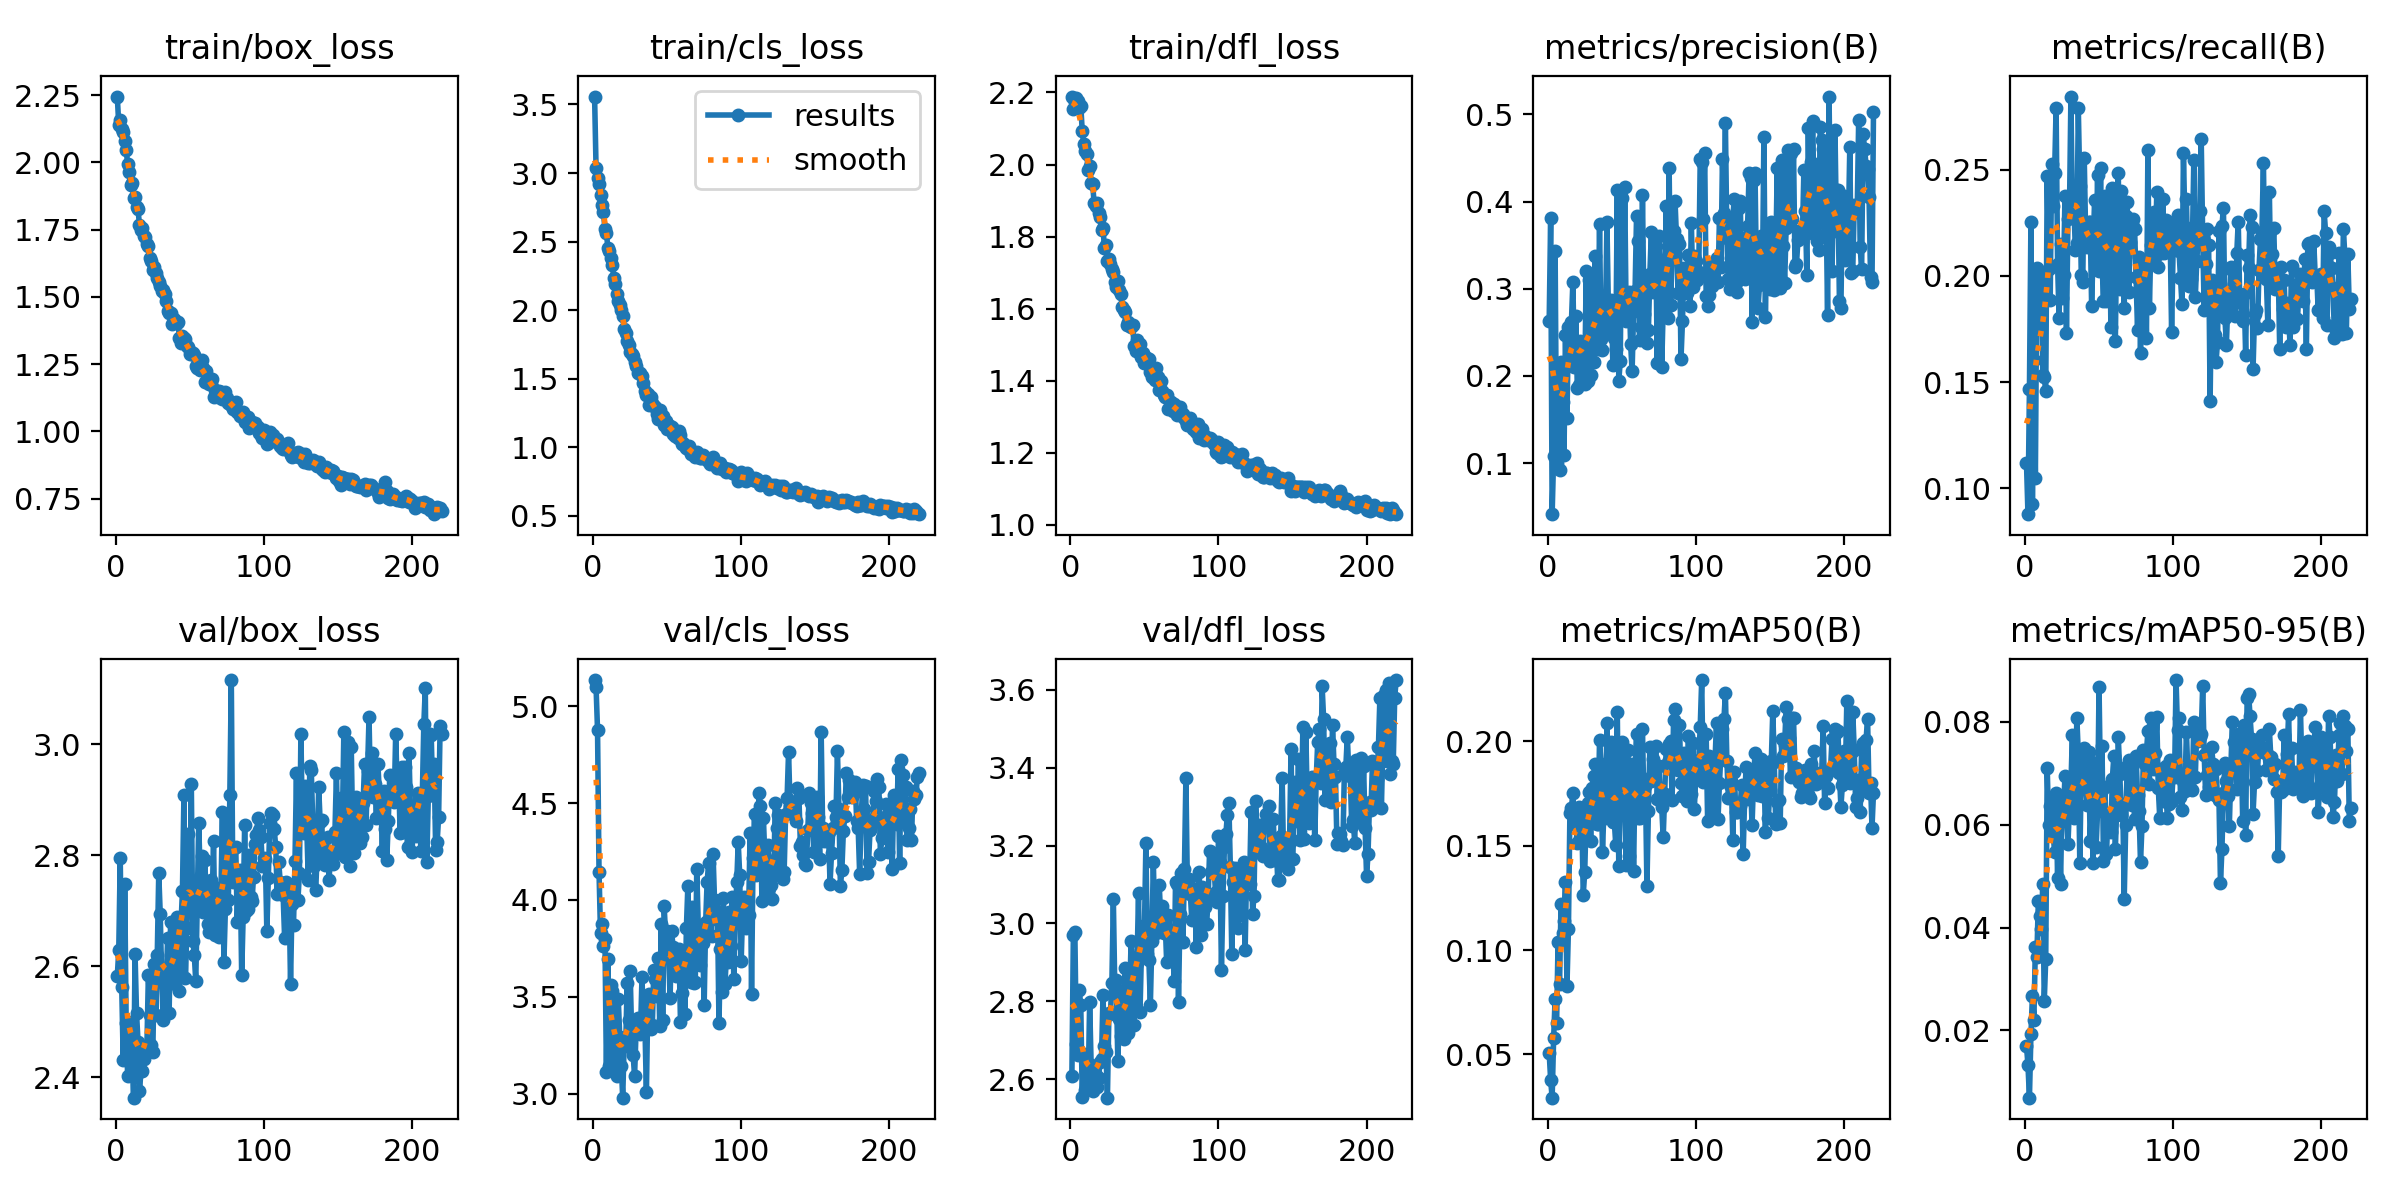 train/box_loss
2.25
2.00
1.75
1.50
1.25
1.00
0.75
0 100 200
train/cls_loss
results
smooth
3.5
3.0
2.5
2.0
1.5
1.0
0.5
0 100 200
train/dfl_loss
2.2
2.0
1.8
1.6
1.4
1.2
1.0
0 100 200
metrics/precision(B)
0.5
0.4
0.3
0.2
0.1
0 100 200
metrics/recall(B)
0.25
0.20
0.15
0.10
0 100 200
val/box_loss
3.0
2.8
2.6
2.4
0 100 200
val/cls_loss
5.0
4.5
4.0
3.5
3.0
0 100 200
val/dfl_loss
3.6
3.4
3.2
3.0
2.8
2.6
0 100 200
metrics/mAP50(B)
0.20
0.15
0.10
0.05
0 100 200
metrics/mAP50-95(B)
0.08
0.06
0.04
0.02
0 100 200